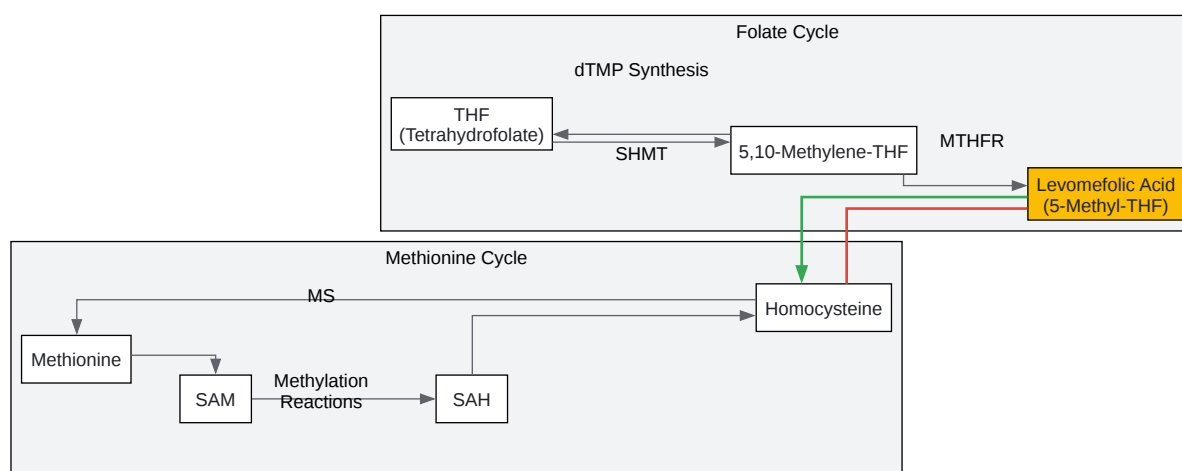 Folate Cycle
dTMP Synthesis
THF
(Tetrahydrofolate)
SHMT
5,10-Methylene-THF
MTHFR
Levomefolic Acid
(5-Methyl-THF)
Methionine Cycle
MS
Homocysteine
Methionine
SAM
Methylation
Reactions
SAH